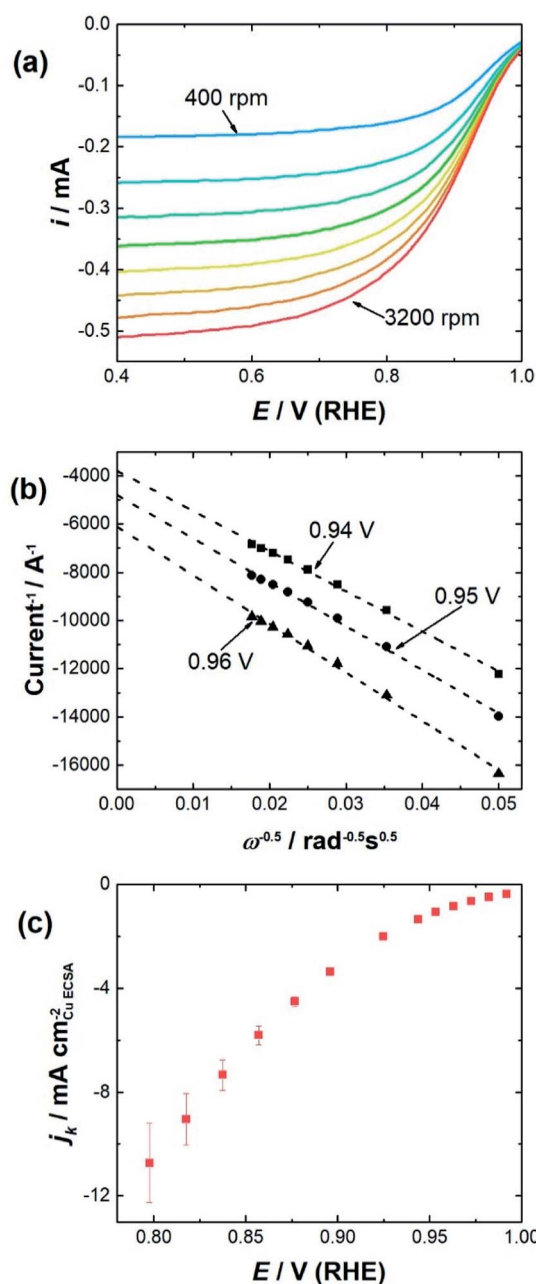 (a)
0.0
-0.1
-0.2
-0.3
-0.4
-0.5
i / mA
400 rpm
3200 rpm
0.4 0.6 0.8 1.0
E / V (RHE)
(b)
-4000
-6000
-8000
-10000
-12000
-14000
-16000
Current⁻¹ / A⁻¹
0.94 V
0.95 V
0.96 V
0.00 0.01 0.02 0.03 0.04 0.05
ω⁻⁰·⁵ / rad⁻⁰·⁵s⁰·⁵
(c)
0
-4
-8
-12
jₖ / mA cm⁻² Cu ECSA
0.80 0.85 0.90 0.95 1.00
E / V (RHE)